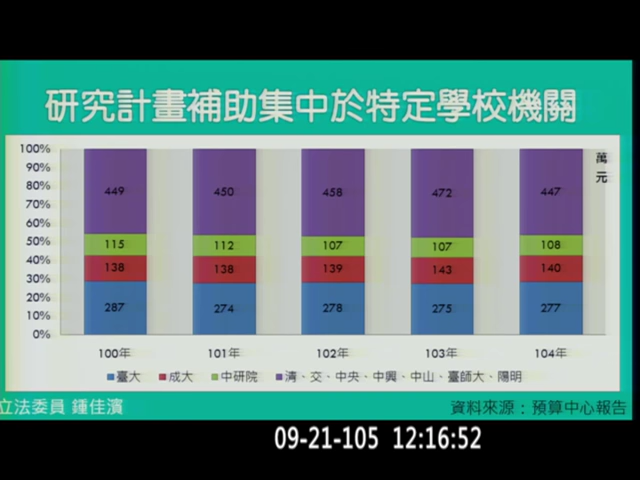 研究計畫補助集中於特定學校機關
100%
90%
80%
70%
60%
50%
40%
30%
20%
10%
0%
萬元
449 450 458 472 447
115 112 107 107 108
138 138 139 143 140
287 274 278 275 277
100年 101年 102年 103年 104年
臺大 成大 中研院 清、交、中央、中興、中山、臺師大、陽明
立法委員 鍾佳濱
資料來源：預算中心報告
09-21-105 12:16:52